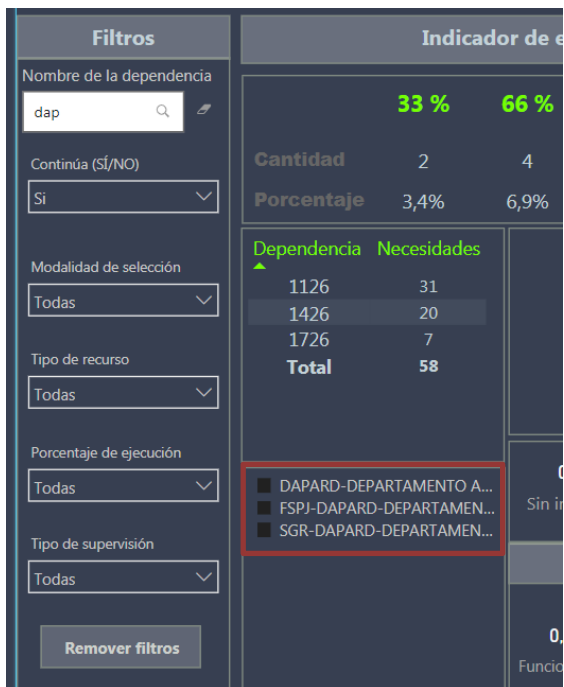 Filtros
Nombre de la dependencia
dap
Continúa (SÍ/NO)
Si
Modalidad de selección
Todas
Tipo de recurso
Todas
Porcentaje de ejecución
Todas
Tipo de supervisión
Todas
Remover filtros
Indicador de e
33 % 66 %
Cantidad 2 4
Porcentaje 3,4% 6,9%
Dependencia Necesidades
1126 31
1426 20
1726 7
Total 58
DAPARD-DEPARTAMENTO A...
FSPJ-DAPARD-DEPARTAMEN...
SGR-DAPARD-DEPARTAMEN...
Sin i
0,
Funcio